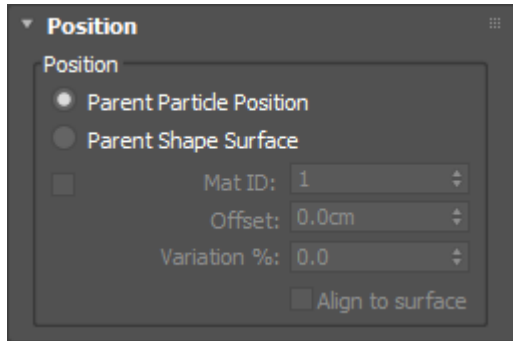 Position
Position
Parent Particle Position
Parent Shape Surface
Mat ID: 1
Offset: 0.0cm
Variation %: 0.0
Align to surface